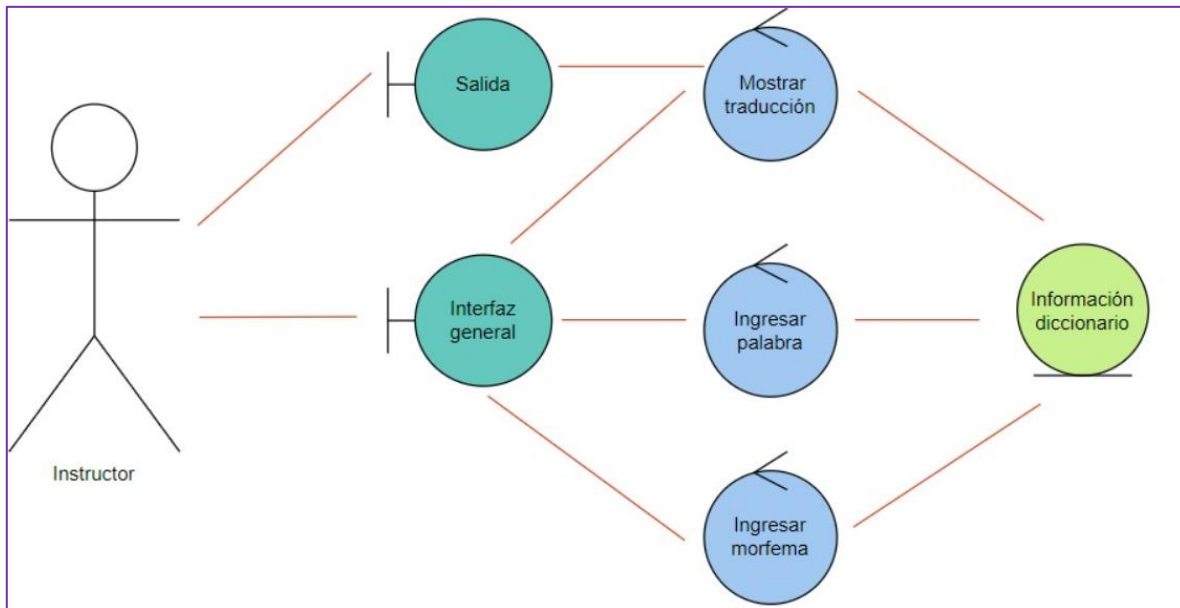 Salida
Mostrar
traducción
Interfaz
general
Ingresar
palabra
Información
diccionario
Instructor
Ingresar
morfema